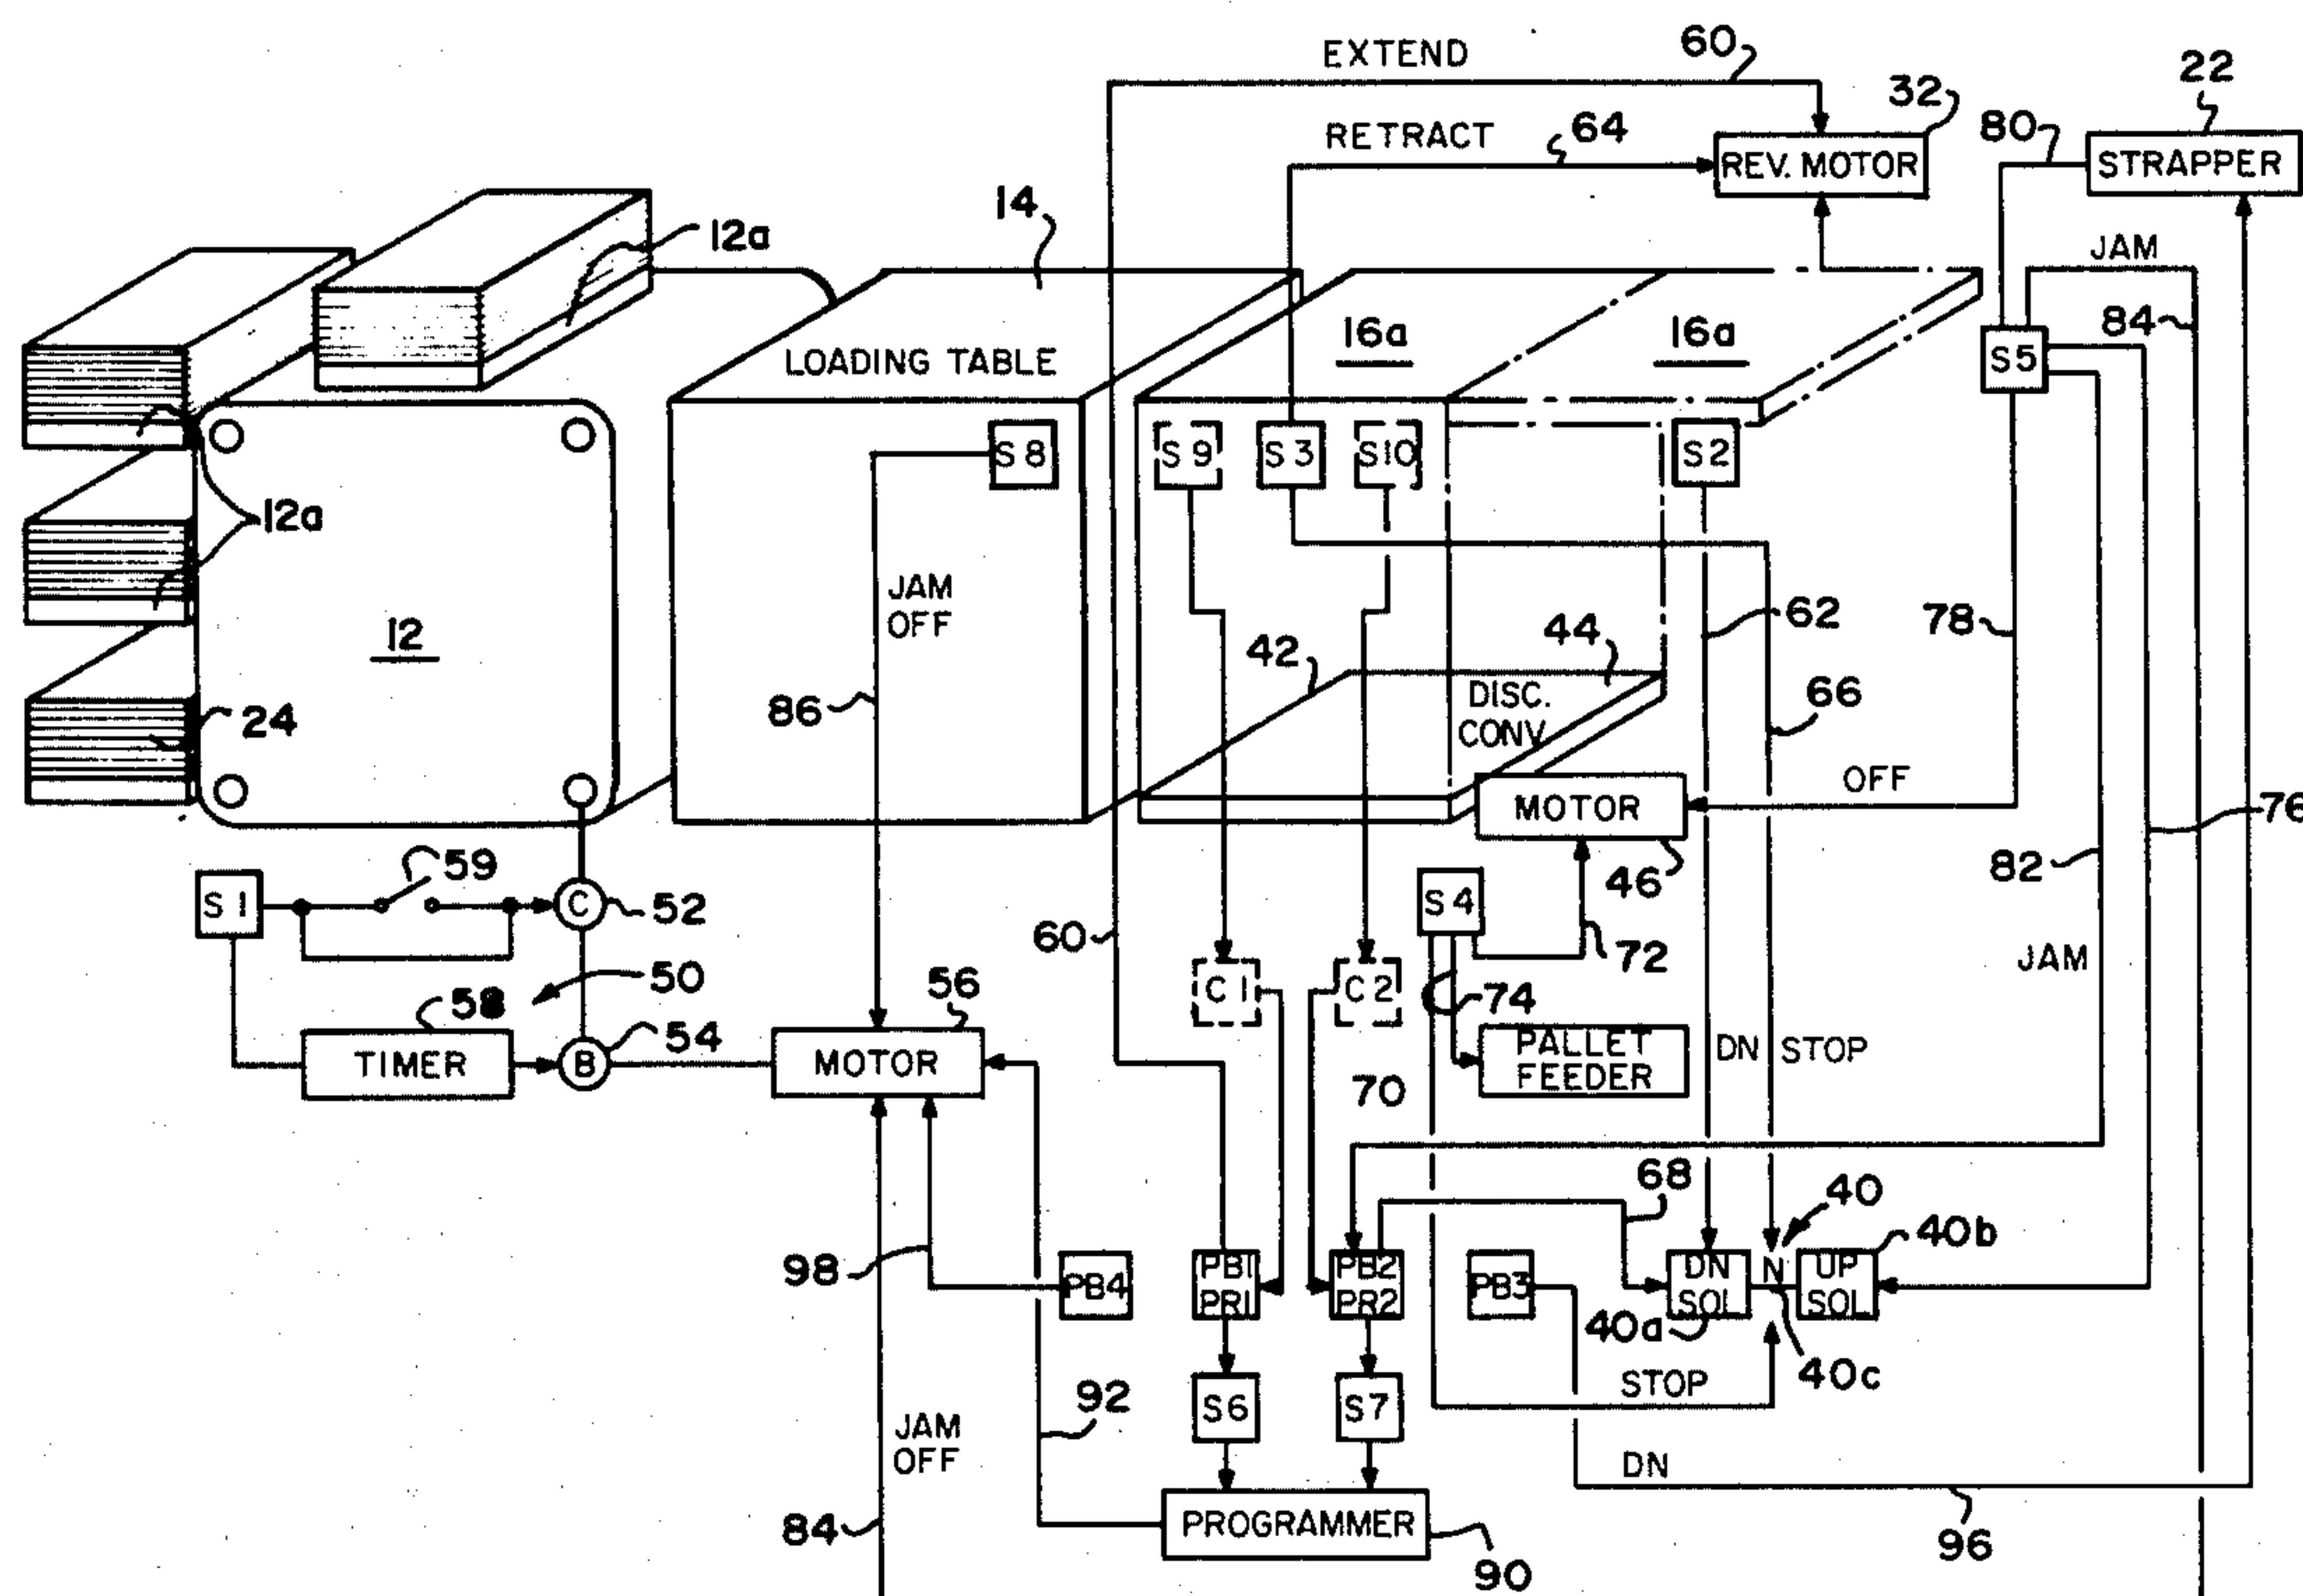 EXTEND
60
32
22
RETRACT
64
80
REV. MOTOR
STRAPPER
14
12a
JAM
84
16a
16a
LOADING TABLE
S5
S8
S9
S3
S10
S2
12a
JAM
OFF
12
42
44
62
78
24
86
DISC.
CONV.
66
OFF
MOTOR
76
59
82
46
S1
C
52
S4
60
72
JAM
50
58
56
C1
C2
74
54
TIMER
B
MOTOR
PALLET
FEEDER
DN
STOP
70
68
40
40b
98
PB4
PB1
PR1
PB2
PR2
PB3
DN
SOL
N
UP
SOL
40a
40c
92
S6
S7
STOP
JAM
OFF
DN
84
PROGRAMMER
90
96